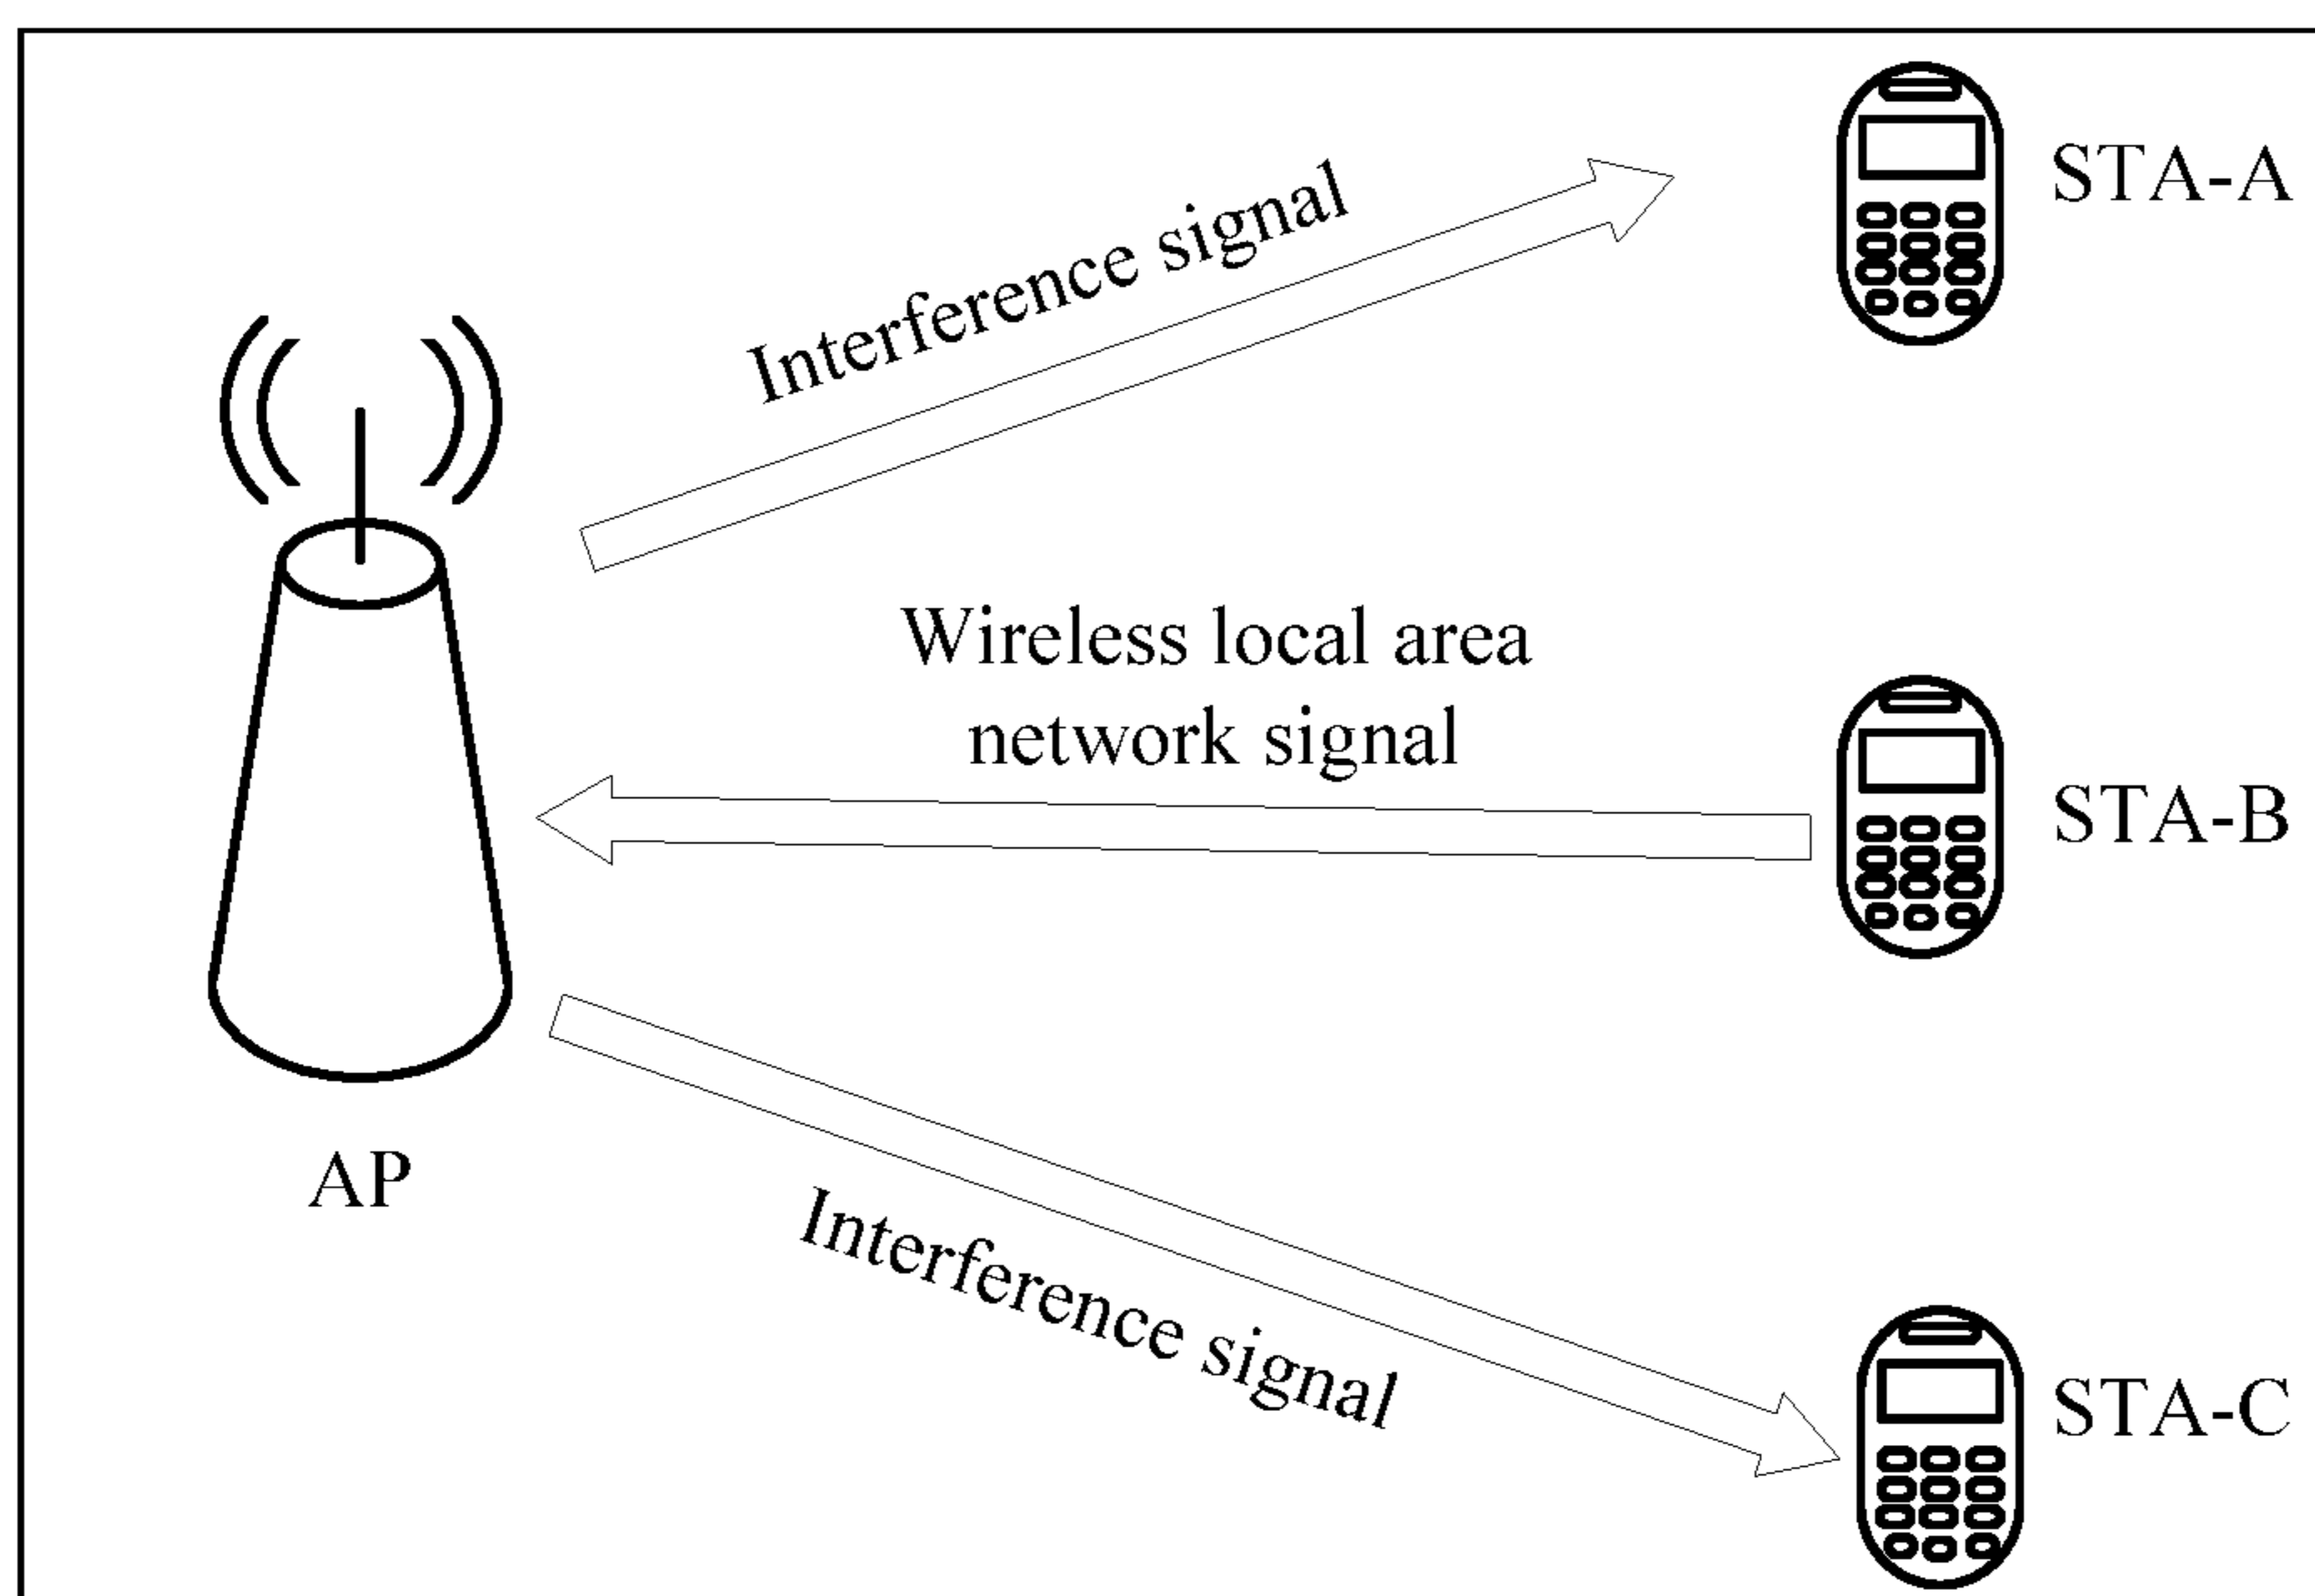 STA-A
Interference signal
Wireless local area
network signal
STA-B
AP
Interference signal
STA-C